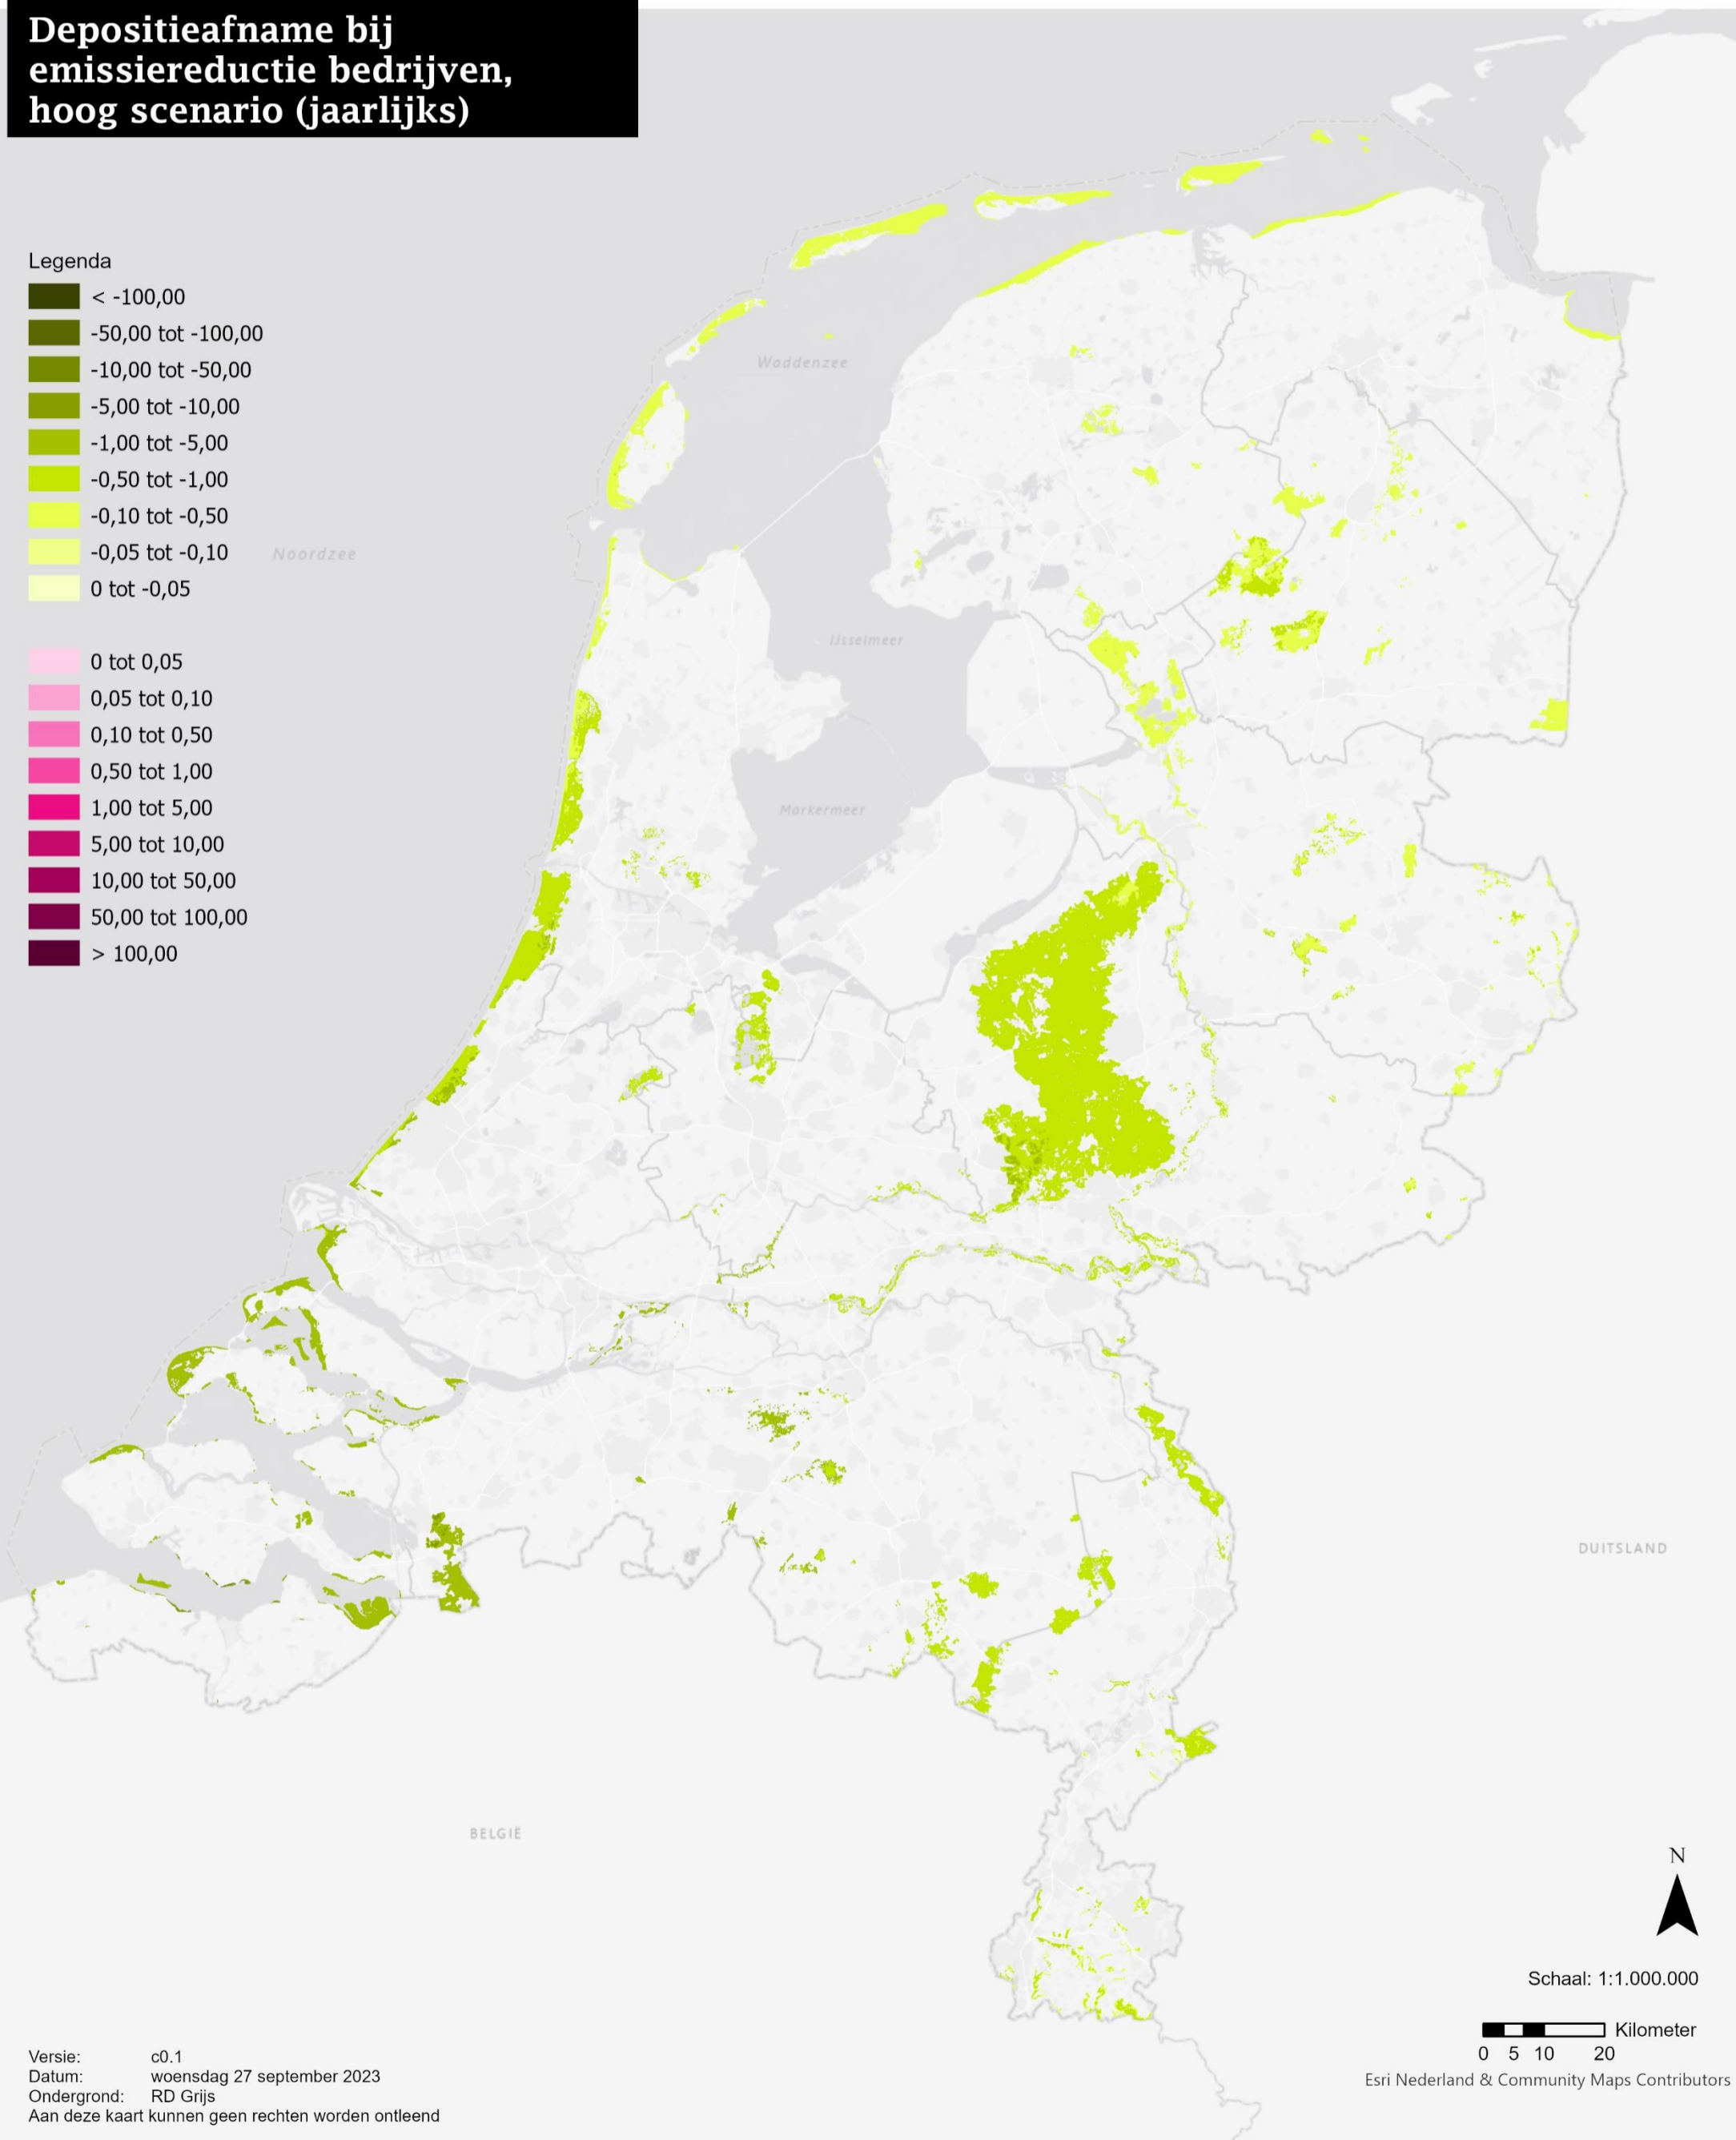 Depositieafname bij
emissiereductie bedrijven,
hoog scenario (jaarlijks)
Legenda
< -100,00
-50,00 tot -100,00
-10,00 tot -50,00
-5,00 tot -10,00
-1,00 tot -5,00
-0,50 tot -1,00
-0,10 tot -0,50
-0,05 tot -0,10
0 tot -0,05
0 tot 0,05
0,05 tot 0,10
0,10 tot 0,50
0,50 tot 1,00
1,00 tot 5,00
5,00 tot 10,00
10,00 tot 50,00
50,00 tot 100,00
> 100,00
Waddenzee
Noordzee
IJsselmeer
Markermeer
DUITSLAND
BELGIË
N
Schaal: 1:1.000.000
Kilometer
0 5 10 20
Esri Nederland & Community Maps Contributors
Versie: c0.1
Datum: woensdag 27 september 2023
Ondergrond: RD Grijs
Aan deze kaart kunnen geen rechten worden ontleend